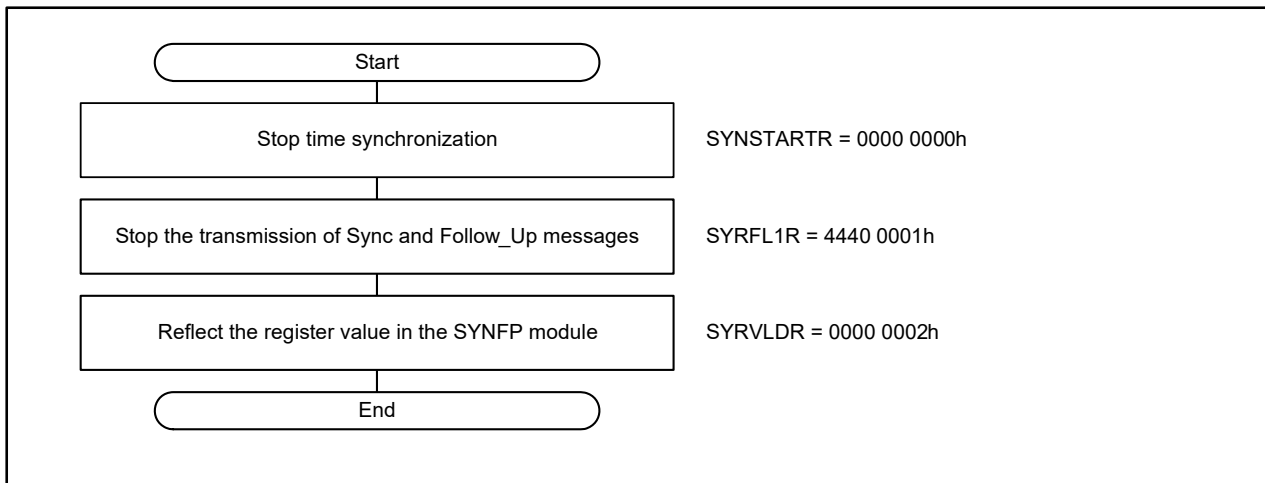 Start
Stop time synchronization
SYNSTARTR = 0000 0000h
Stop the transmission of Sync and Follow_Up messages
SYRFL1R = 4440 0001h
Reflect the register value in the SYNFP module
SYRVLDR = 0000 0002h
End